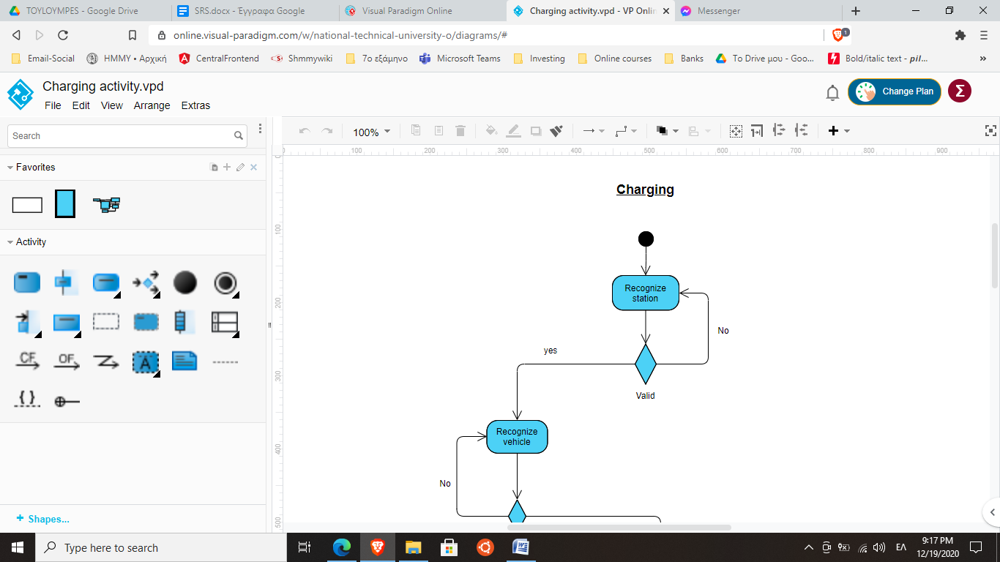 TOYLOYMPES - Google Drive
SRS.docx - Έγγραφα Google
Visual Paradigm Online
Charging activity.vpd - VP Onlin
Messenger
online.visual-paradigm.com/w/national-technical-university-o/diagrams/#
1
Email-Social
ΗΜΜΥ • Αρχική
CentralFrontend
Shmmywiki
7ο εξάμηνο
Microsoft Teams
Investing
Online courses
Banks
Το Drive μου - Goo...
Bold/italic text - pil...
»
Charging activity.vpd
File
Edit
View
Arrange
Extras
Change Plan
Σ
Search
100%
0
100
200
300
400
500
600
700
800
900
Favorites
Activity
CF
OF
A
{ }
+ Shapes...
0
100
200
300
400
500
Charging
Recognize
station
No
yes
Valid
Recognize
vehicle
No
Type here to search
ΕΛ
9:17 PM
12/19/2020